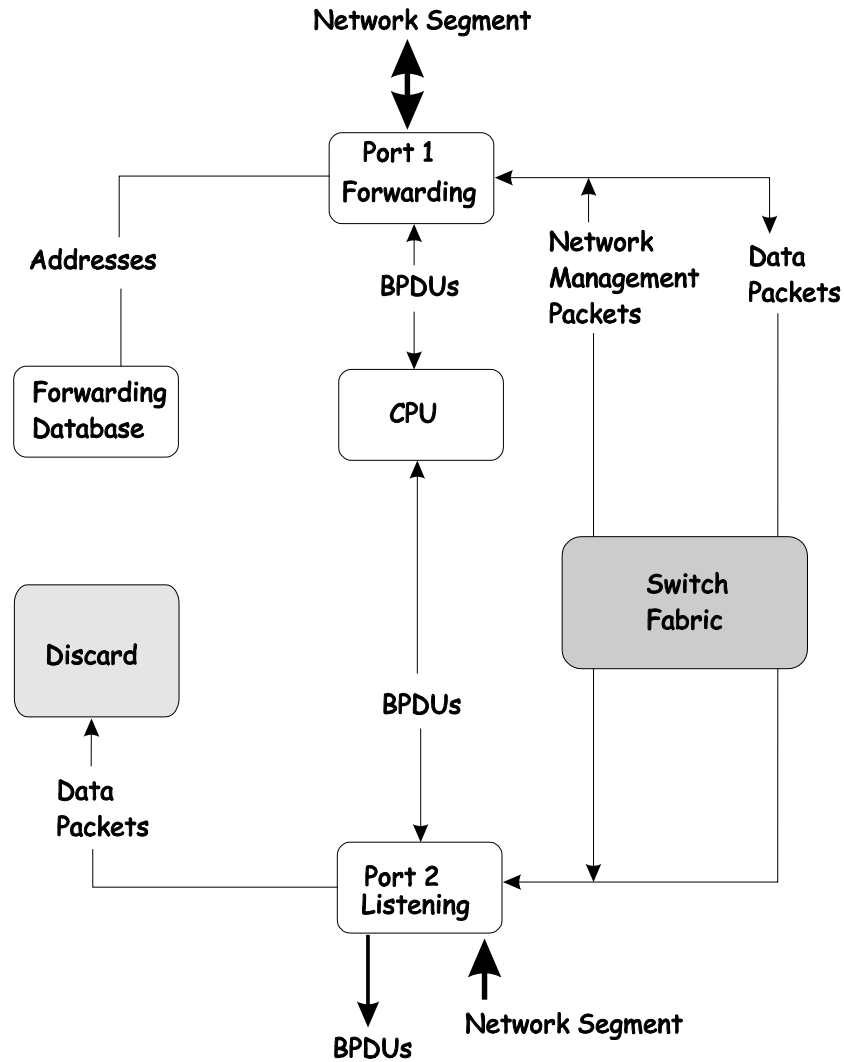 Network Segment
Port 1
Forwarding
Addresses
BPDUs
Network
Management
Packets
Data
Packets
Forwarding
Database
CPU
Switch
Fabric
Discard
BPDUs
Data
Packets
Port 2
Listening
Network Segment
BPDUs